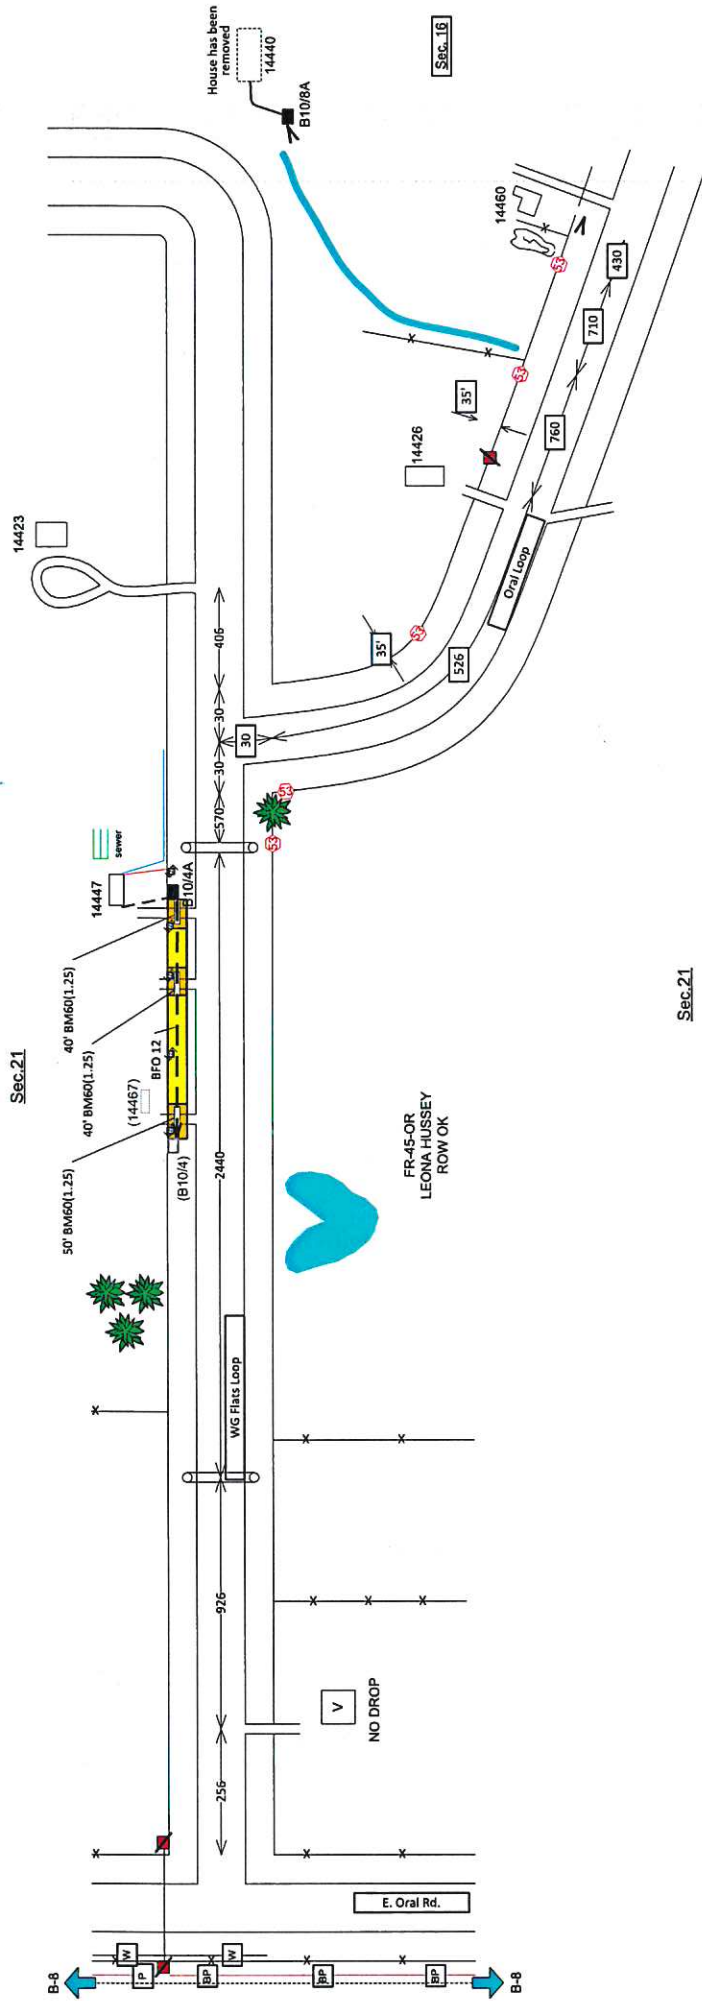 House has been
removed
14440
B10/8A
Sec. 16
14423
14460
53
430
710
53
35'
760
14426
53
35'
Oral Loop
526
406
30
30
30
570
53
53
sewer
14447
B10/4A
40' BM60(1.25)
40' BM60(1.25)
BFO 12
(14467)
50' BM60(1.25)
(B10/4)
Sec.21
Sec.21
2440
FR-45-OR
LEONA HUSSEY
ROW OK
WG Flats Loop
926
V
NO DROP
256
E. Oral Rd.
W
W
P
BP
BP
BP
B-8
B-8